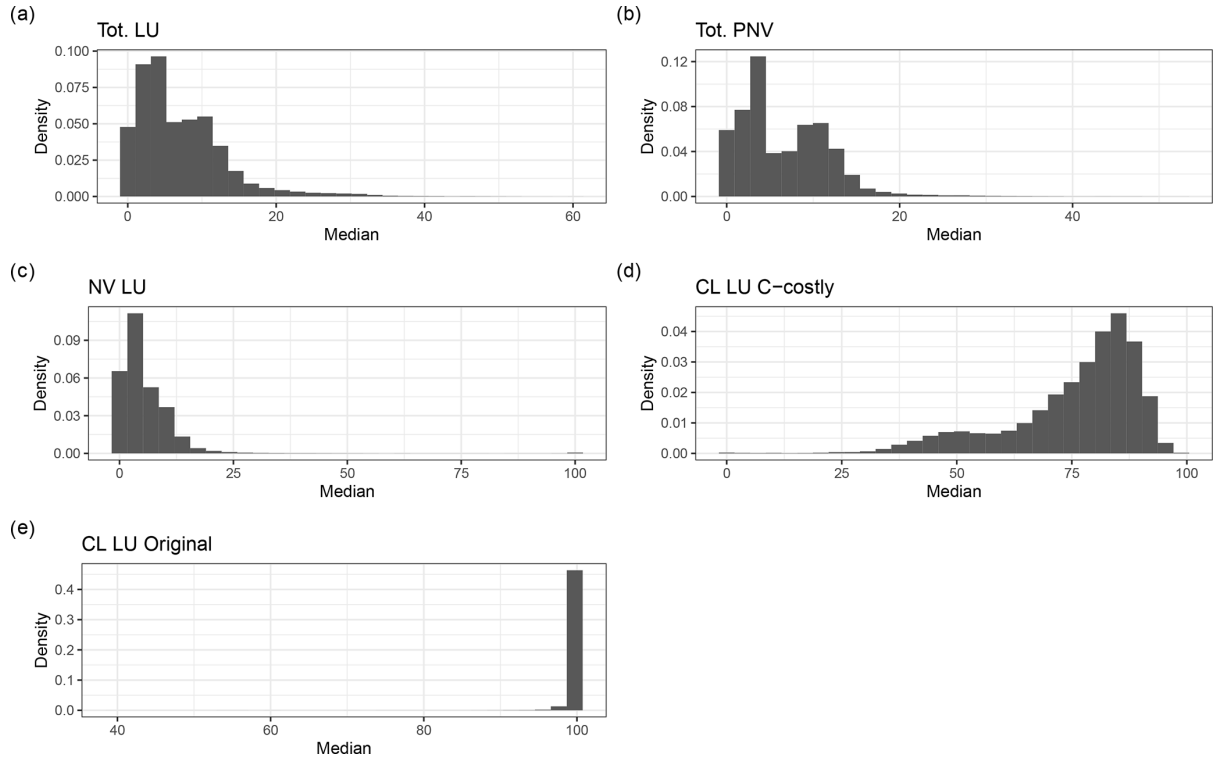 (a)
Tot. LU
0.100
0.075
0.050
0.025
0.000
Density
0 20 40 60
Median
(b)
Tot. PNV
0.12
0.08
0.04
0.00
Density
0 20 40
Median
(c)
NV LU
0.09
0.06
0.03
0.00
Density
0 25 50 75 100
Median
(d)
CL LU C−costly
0.04
0.03
0.02
0.01
0.00
Density
0 25 50 75 100
Median
(e)
CL LU Original
0.4
0.3
0.2
0.1
0.0
Density
40 60 80 100
Median